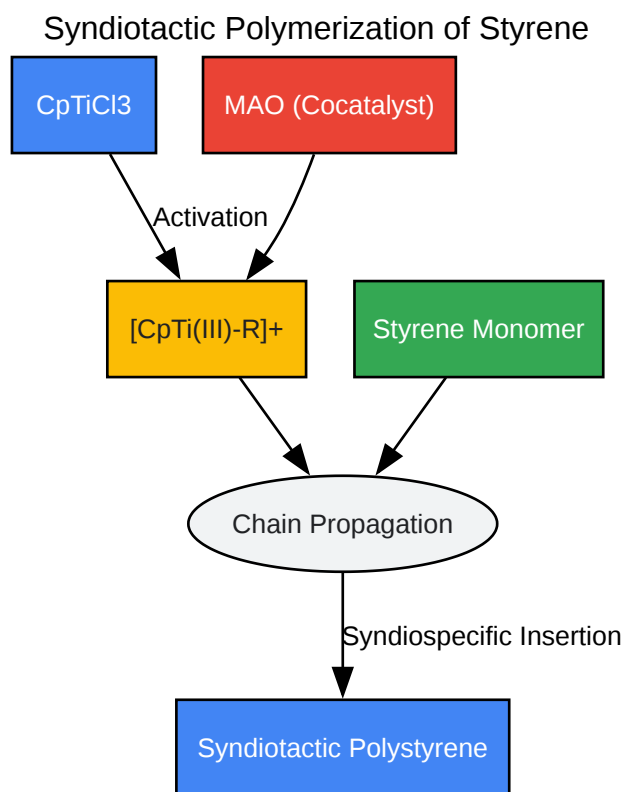 Syndiotactic Polymerization of Styrene
CpTiCl3
MAO (Cocatalyst)
Activation
[CpTi(III)-R]+
Styrene Monomer
Chain Propagation
Syndiospecific Insertion
Syndiotactic Polystyrene